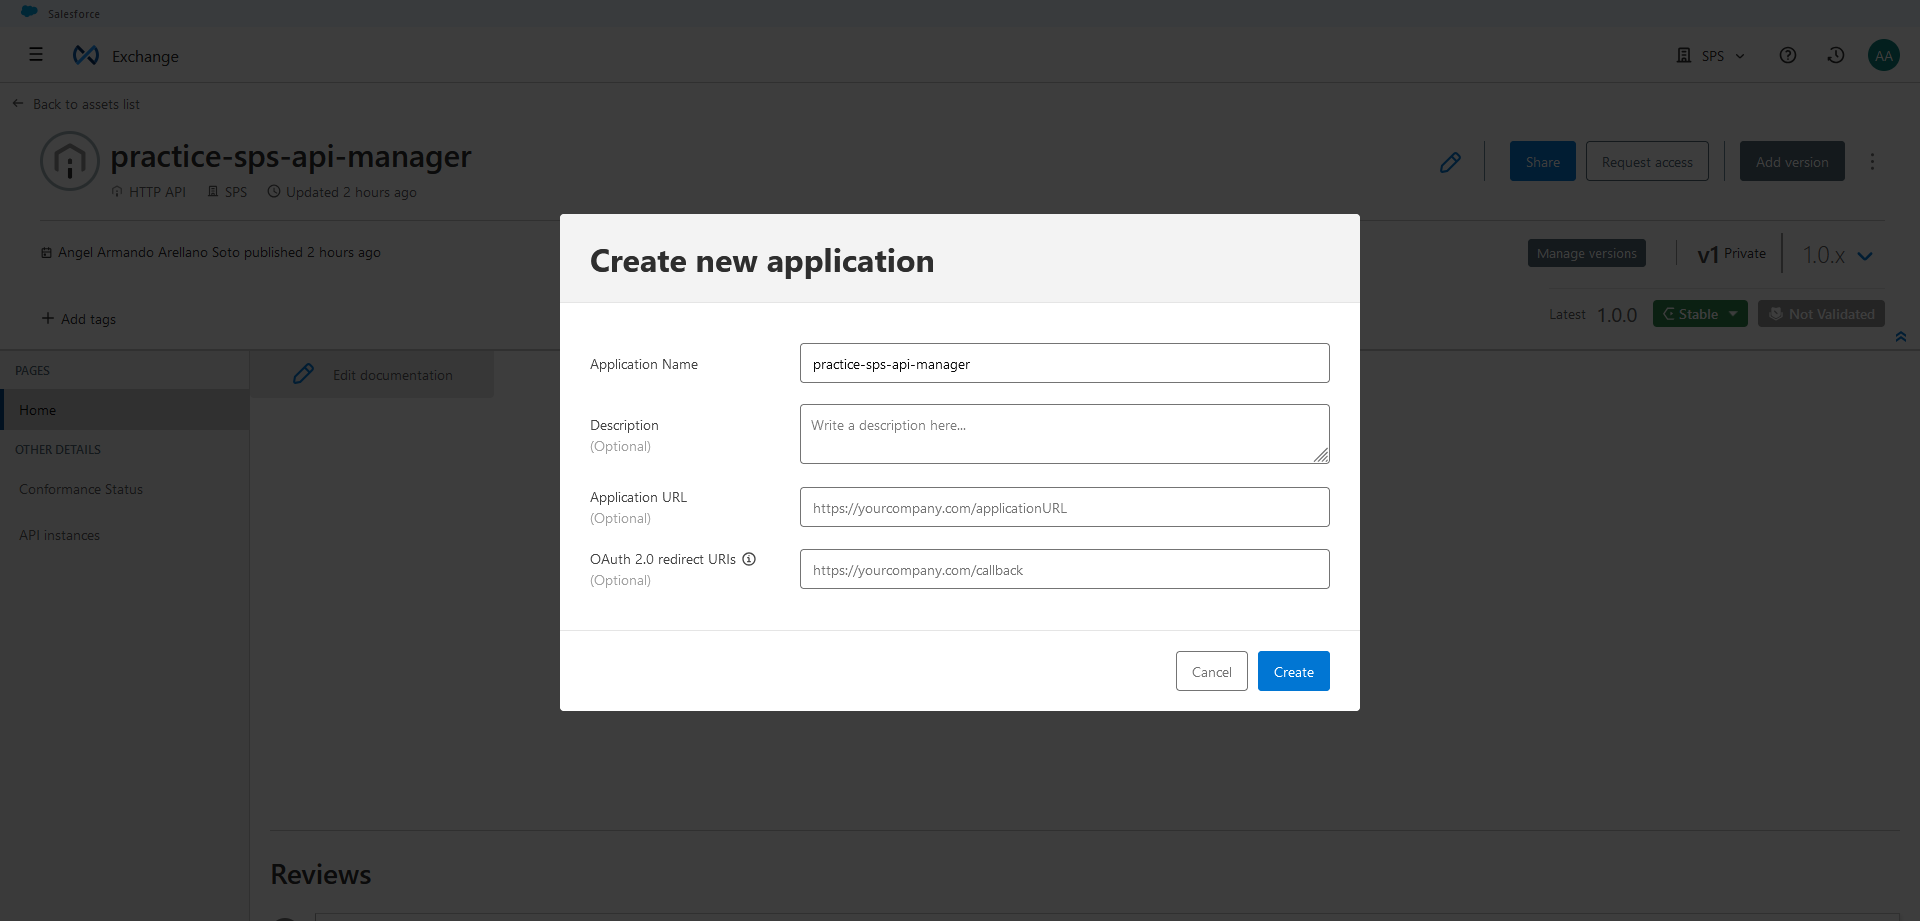 Salesforce
Exchange
SPS
AA
Back to assets list
practice-sps-api-manager
HTTP API SPS Updated 2 hours ago
Share
Request access
Add version
Angel Armando Arellano Soto published 2 hours ago
Manage versions
v1 Private
1.0.x
Add tags
Latest 1.0.0
Stable
Not Validated
PAGES
Home
OTHER DETAILS
Conformance Status
API instances
Edit documentation
Create new application
Application Name
practice-sps-api-manager
Description
(Optional)
Write a description here...
Application URL
(Optional)
https://yourcompany.com/applicationURL
OAuth 2.0 redirect URIs
(Optional)
https://yourcompany.com/callback
Cancel
Create
Reviews